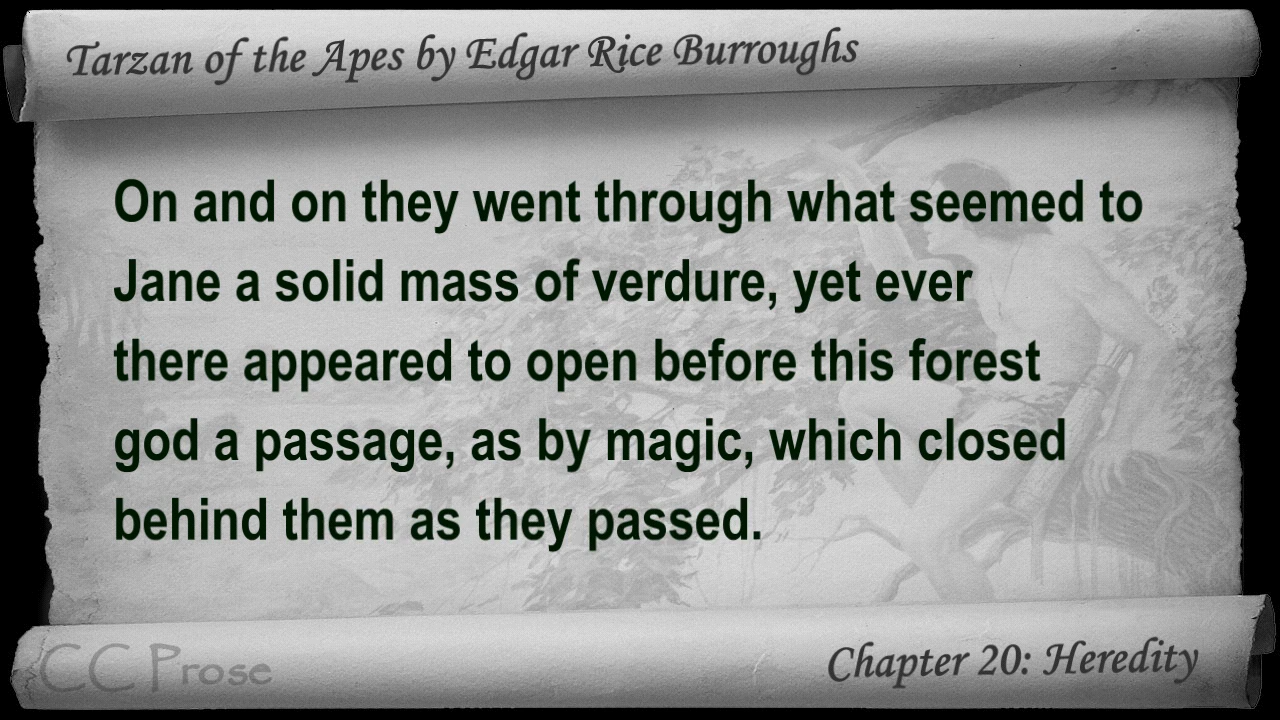 Tarzan of the Apes by Edgar Rice Burroughs
On and on they went through what seemed to
Jane a solid mass of verdure, yet ever
there appeared to open before this forest
god a passage, as by magic, which closed
behind them as they passed.
CC Prose
Chapter 20: Heredity